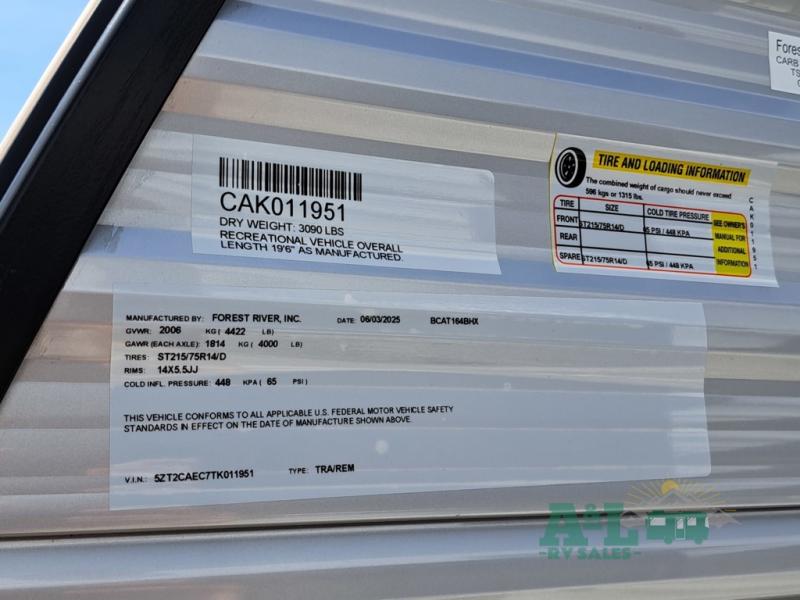 Fores
CARB
TS
CAK011951
DRY WEIGHT: 3090 LBS
RECREATIONAL VEHICLE OVERALL
LENGTH 19'6" AS MANUFACTURED.
TIRE AND LOADING INFORMATION
The combined weight of cargo should never exceed
596 kgs or 1315 lbs
TIRE SIZE COLD TIRE PRESSURE SEE OWNER'S MANUAL FOR ADDITIONAL INFORMATION
FRONT ST215/75R14/D 65 PSI / 448 KPA
REAR
SPARE ST215/75R14/D 65 PSI / 448 KPA
CAK011951
MANUFACTURED BY: FOREST RIVER, INC. DATE: 06/03/2025 BCAT164BHX
GVWR: 2006 KG ( 4422 LB)
GAWR (EACH AXLE): 1814 KG ( 4000 LB)
TIRES: ST215/75R14/D
RIMS: 14X5.5JJ
COLD INFL. PRESSURE: 448 KPA ( 65 PSI )
THIS VEHICLE CONFORMS TO ALL APPLICABLE U.S. FEDERAL MOTOR VEHICLE SAFETY
STANDARDS IN EFFECT ON THE DATE OF MANUFACTURE SHOWN ABOVE.
V.I.N.: 5ZT2CAEC7TK011951 TYPE: TRA/REM
A&L
RV SALES